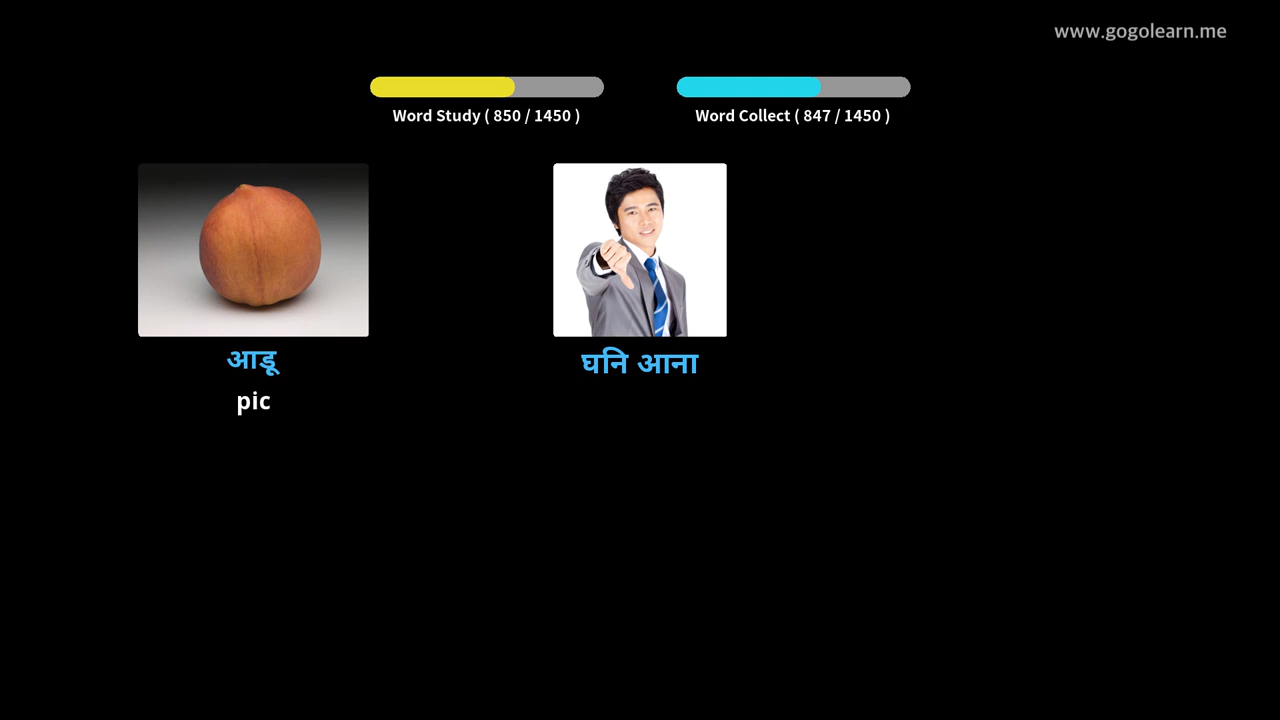 www.gogolearn.me
Word Study ( 850 / 1450 )
Word Collect ( 847 / 1450 )
आडू
घनि आना
pic